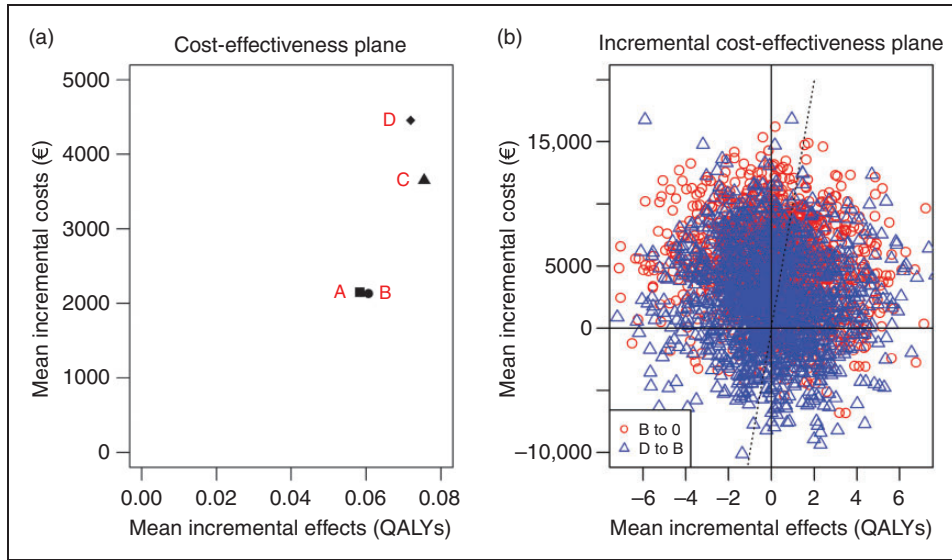 (a)
Cost-effectiveness plane
Mean incremental costs (€)
5000
4000
3000
2000
1000
0
D
C
A
B
0.00 0.02 0.04 0.06 0.08
Mean incremental effects (QALYs)
(b)
Incremental cost-effectiveness plane
Mean incremental costs (€)
15,000
5000
0
−10,000
B to 0
D to B
−6 −4 −2 0 2 4 6
Mean incremental effects (QALYs)